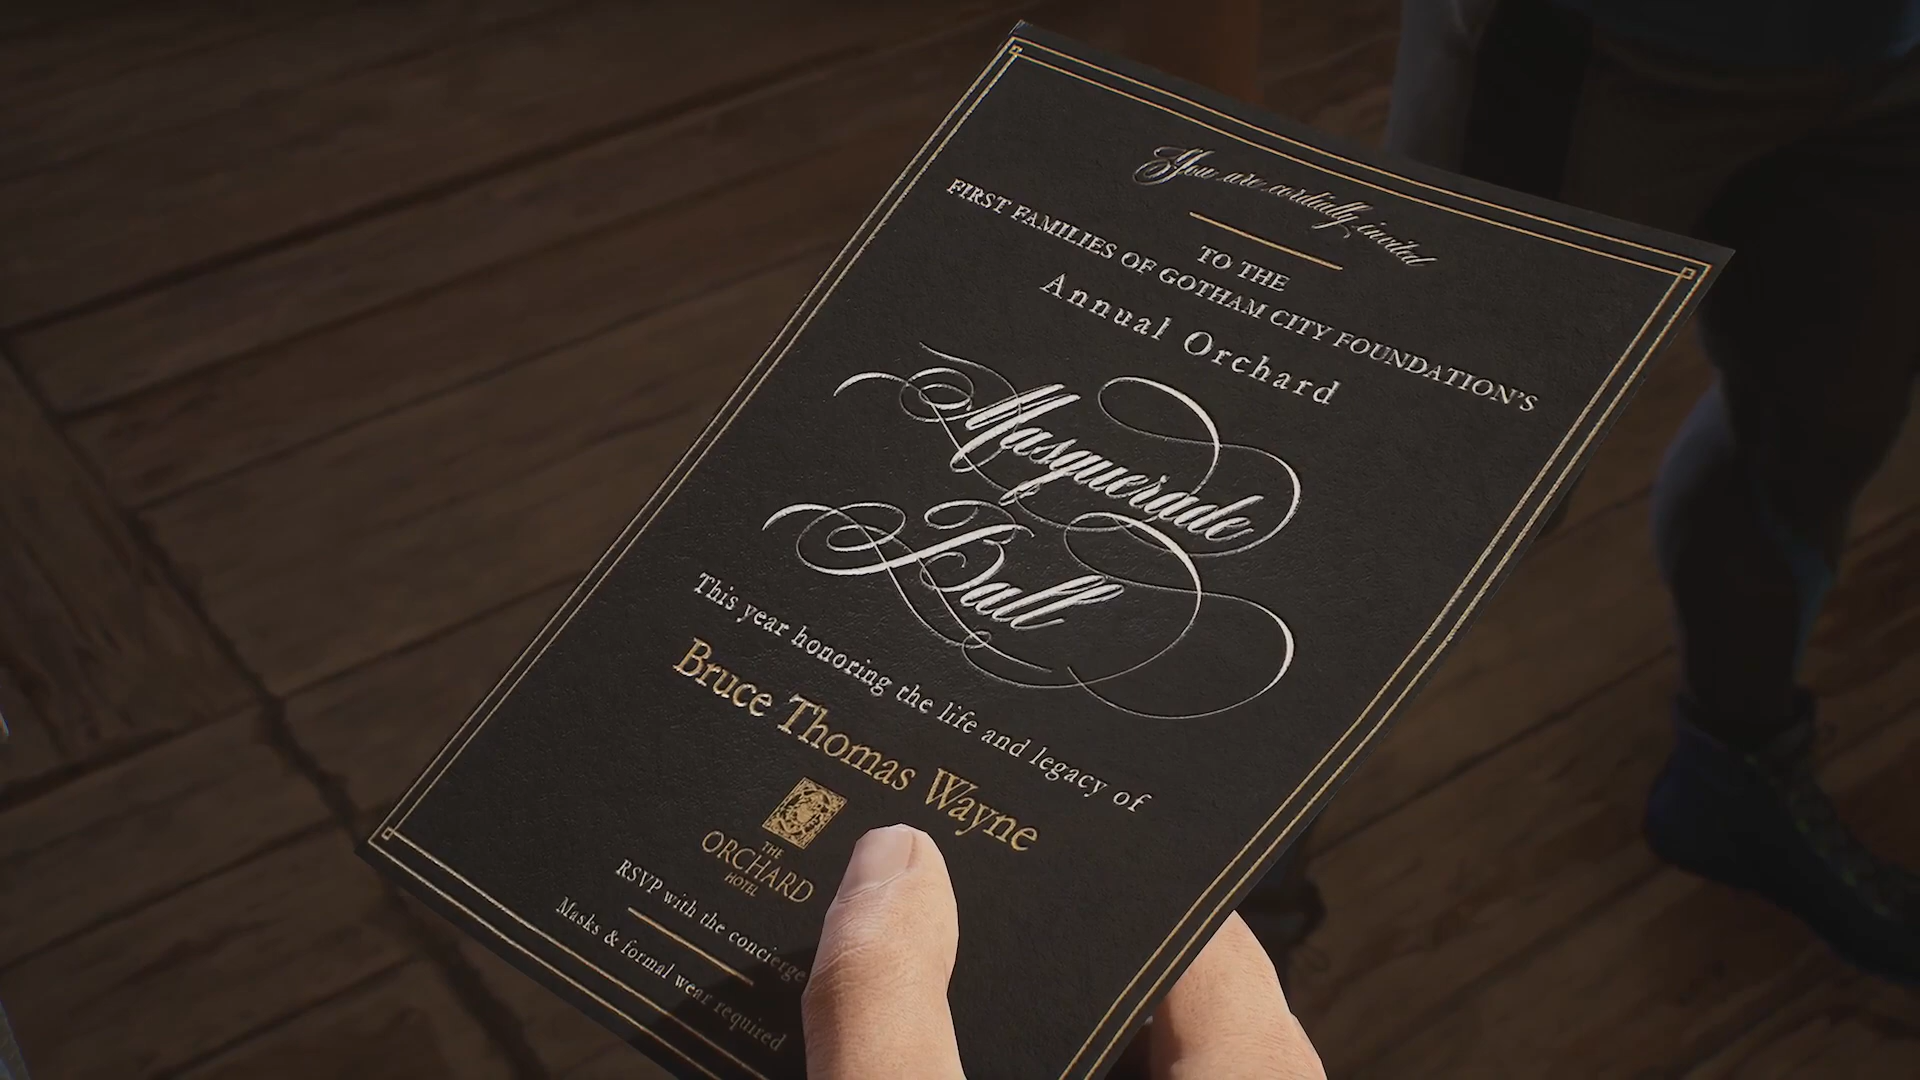 You are cordially invited
TO THE
FIRST FAMILIES OF GOTHAM CITY FOUNDATION'S
Annual Orchard
Masquerade
Ball
This year honoring the life and legacy of
Bruce Thomas Wayne
THE
ORCHARD
HOTEL
RSVP with the concierge
Masks & formal wear required